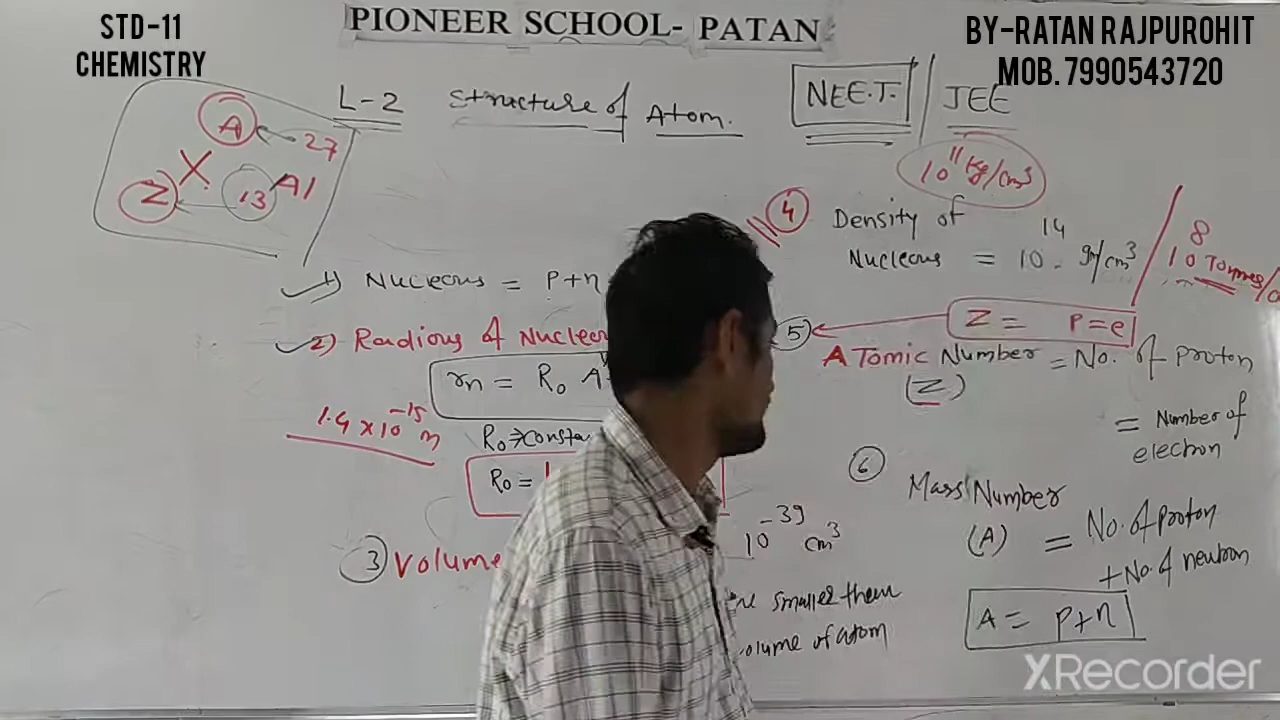 STD-11
CHEMISTRY
PIONEER SCHOOL- PATAN
BY-RATAN RAJPUROHIT
MOB. 7990543720
L-2 Structure of Atom.
NEET. / JEE
A ← 27
X
Z ← 13 Al
10¹¹ Kg/cm³
1) Nucleous = P+n
2) Radious of Nucleo
rn = R₀ A
1.4 × 10⁻¹⁵ m
R₀ ⇒ consta
R₀ =
3 Volume
10⁻³⁹ cm³
smaller them
volume of atom
4 Density of
Nucleous = 10¹⁴ gm/cm³
10⁸ Tonnes/
5 Z = P=e
ATomic Number = No. of proton
(Z)
= Number of
electron
6 Mass Number
(A) = No. of proton
+ No. of neutron
A = P+n
XRecorder